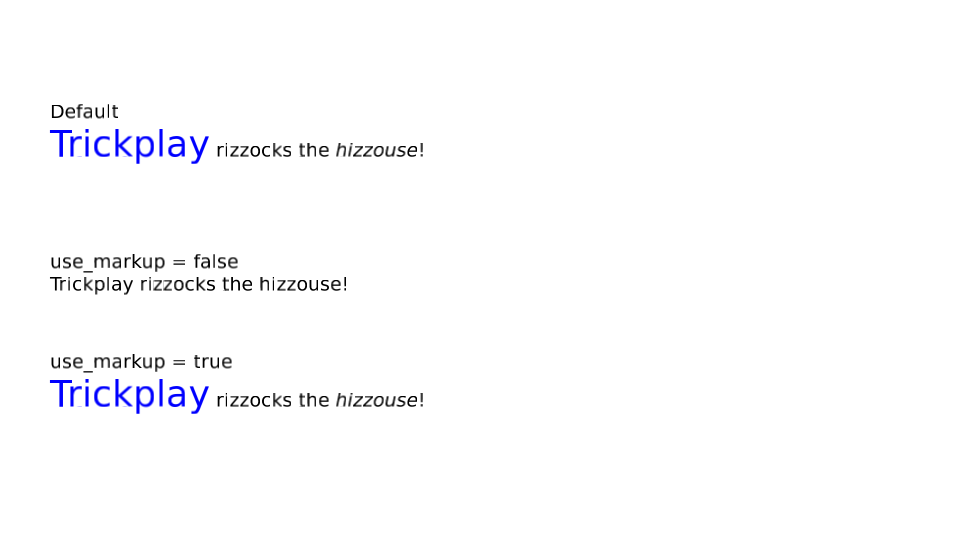 Default
Trickplay rizzocks the hizzouse!
use_markup = false
Trickplay rizzocks the hizzouse!
use_markup = true
Trickplay rizzocks the hizzouse!